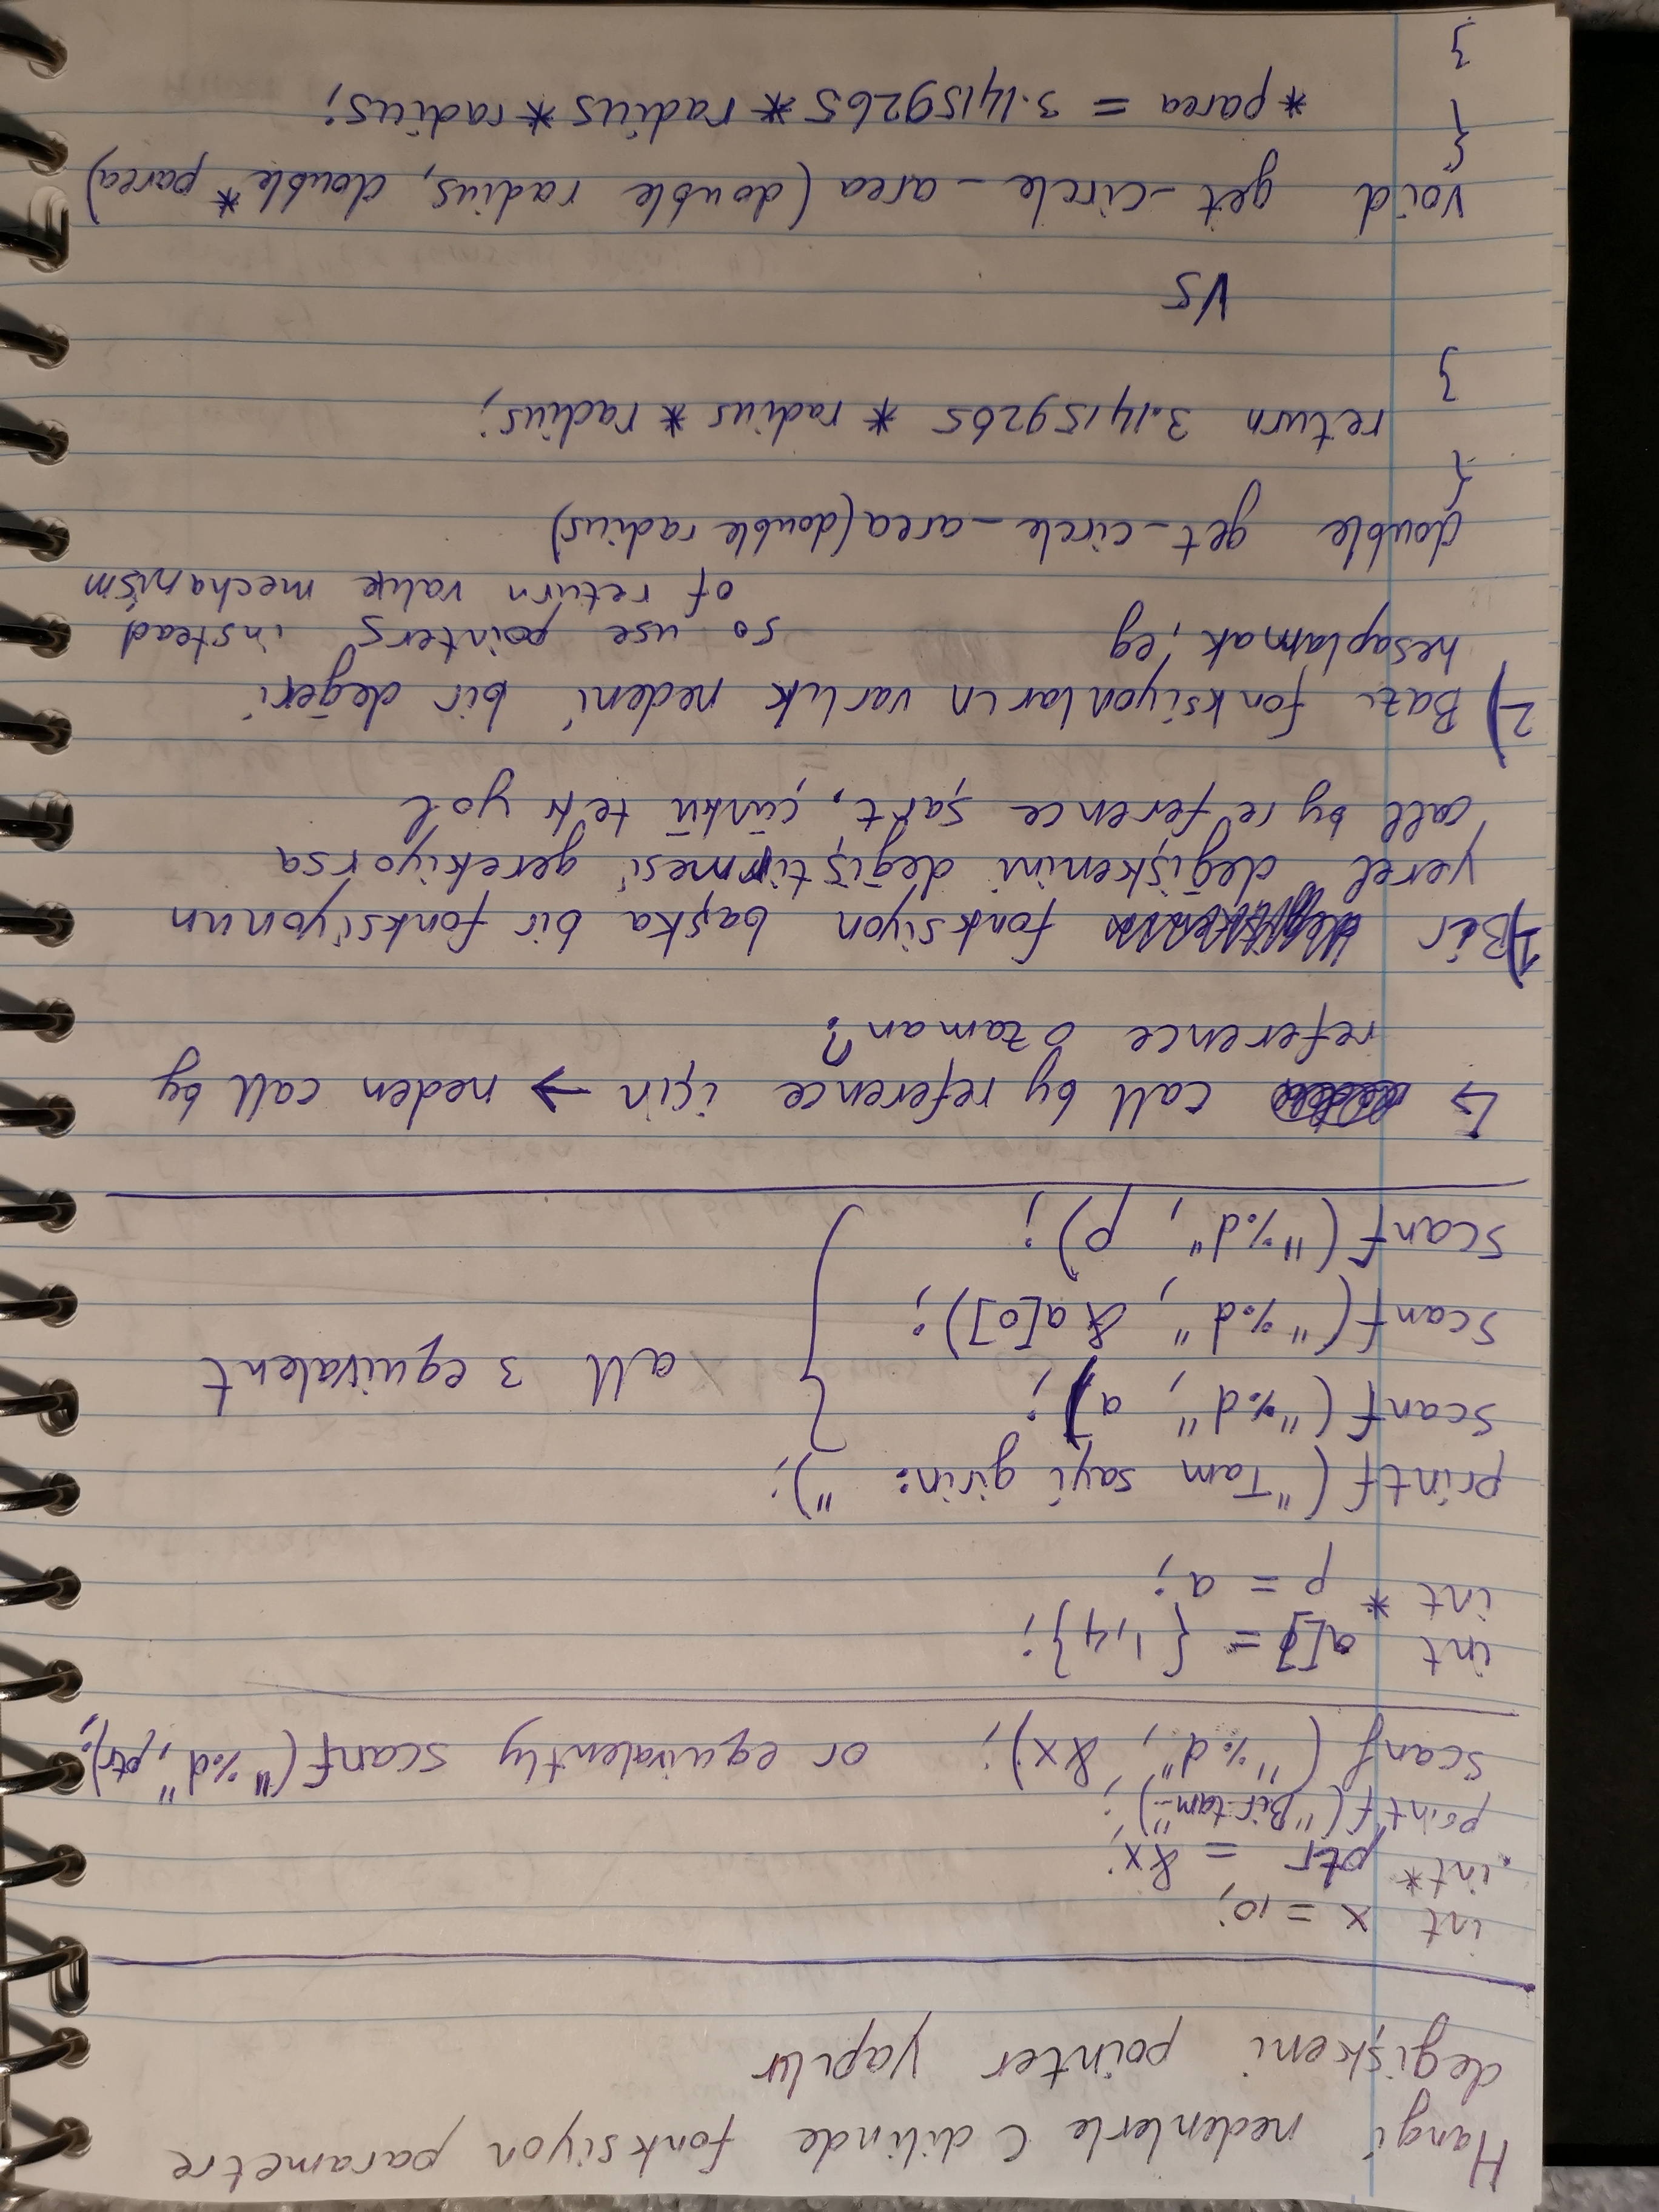 Hangi nedenlerle C dilinde fonksiyon parametre
değişkeni pointer yapılır
int x = 10;
int* ptr = &x;
printf("Bir tam--");
scanf("%d", &x); or equivalently scanf("%d", ptr);
int a[] = {1,4};
int* p = a;
printf("Tam sayi girin: ");
scanf("%d", a);
scanf("%d", &a[0]);
scanf("%d", p);
all 3 equivalent
↳ call by reference için → neden call by
reference o zaman?
1) Bir fonksiyon başka bir fonksiyonun
yerel değişkenini değiştirmesi gerekiyorsa
call by reference şart, çünkü tek yol
2) Bazı fonksiyonların varlık nedeni bir değeri
hesaplamak, eg so use pointers instead
of return value mechanism
double get_circle_area(double radius)
{
return 3.14159265 * radius * radius;
}
Vs
void get_circle_area(double radius, double* parea)
{
*parea = 3.14159265 * radius * radius;
}